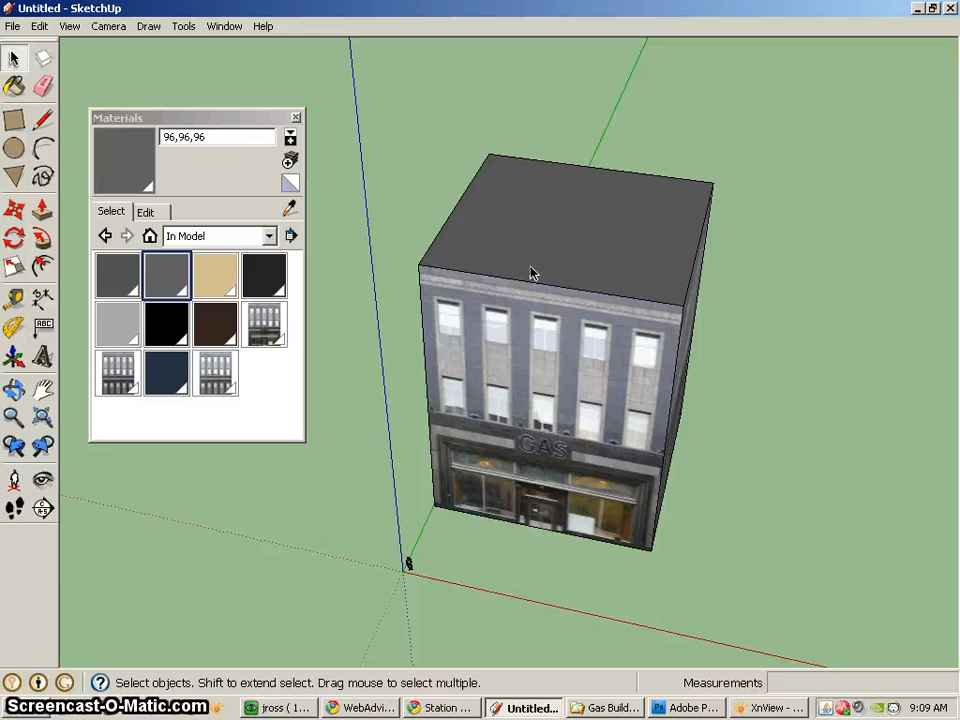 Untitled - SketchUp
File Edit View Camera Draw Tools Window Help
Materials
96,96,96
Select Edit
In Model
ABC
GAS
Select objects. Shift to extend select. Drag mouse to select multiple.
Measurements
Screencast-O-Matic.com
jross ( 1...
WebAdvi...
Station ...
Untitled...
Gas Build...
Adobe P...
XnView - ...
9:09 AM